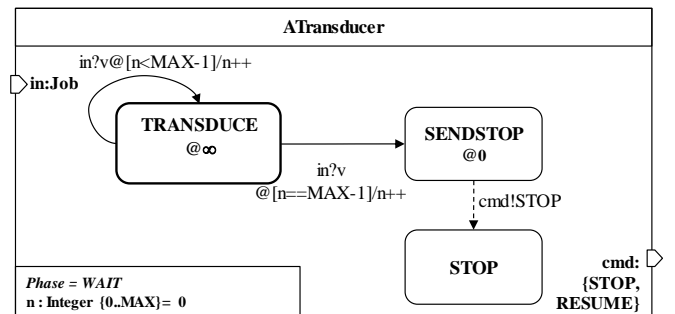 ATransducer
in?v@[n<MAX-1]/n++
in:Job
TRANSDUCE
@∞
SENDSTOP
@0
in?v
@[n==MAX-1]/n++
cmd!STOP
STOP
cmd:
{STOP,
RESUME}
Phase = WAIT
n : Integer {0..MAX}= 0